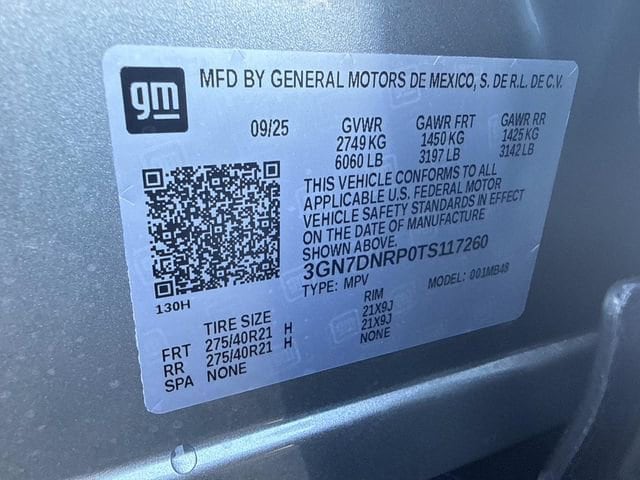 gm
MFD BY GENERAL MOTORS DE MEXICO, S. DE R.L. DE C.V.
09/25 GVWR GAWR FRT GAWR RR
2749 KG 1450 KG 1425 KG
6060 LB 3197 LB 3142 LB
THIS VEHICLE CONFORMS TO ALL
APPLICABLE U.S. FEDERAL MOTOR
VEHICLE SAFETY STANDARDS IN EFFECT
ON THE DATE OF MANUFACTURE
SHOWN ABOVE.
3GN7DNRP0TS117260
TYPE: MPV MODEL: 001MB48
130H
TIRE SIZE RIM
FRT 275/40R21 H 21X9J
RR 275/40R21 H 21X9J
SPA NONE NONE